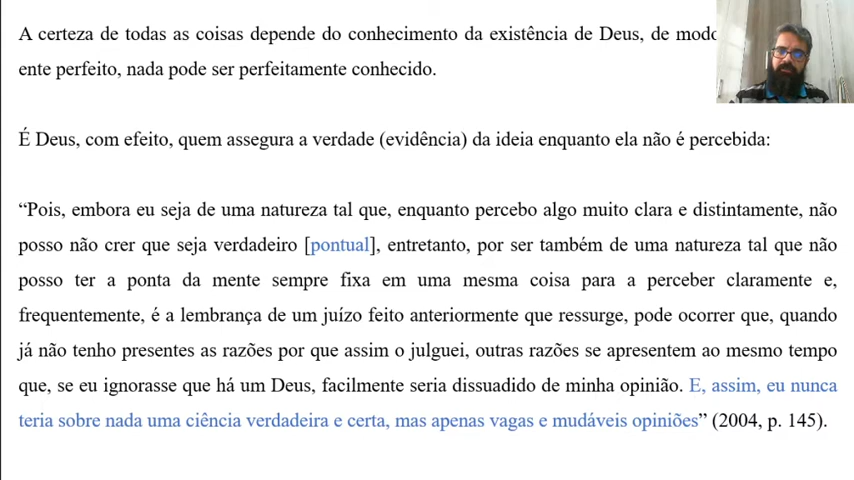 A certeza de todas as coisas depende do conhecimento da existência de Deus, de modo
ente perfeito, nada pode ser perfeitamente conhecido.
É Deus, com efeito, quem assegura a verdade (evidência) da ideia enquanto ela não é percebida:
“Pois, embora eu seja de uma natureza tal que, enquanto percebo algo muito clara e distintamente, não
posso não crer que seja verdadeiro [pontual], entretanto, por ser também de uma natureza tal que não
posso ter a ponta da mente sempre fixa em uma mesma coisa para a perceber claramente e,
frequentemente, é a lembrança de um juízo feito anteriormente que ressurge, pode ocorrer que, quando
já não tenho presentes as razões por que assim o julguei, outras razões se apresentem ao mesmo tempo
que, se eu ignorasse que há um Deus, facilmente seria dissuadido de minha opinião. E, assim, eu nunca
teria sobre nada uma ciência verdadeira e certa, mas apenas vagas e mudáveis opiniões” (2004, p. 145).